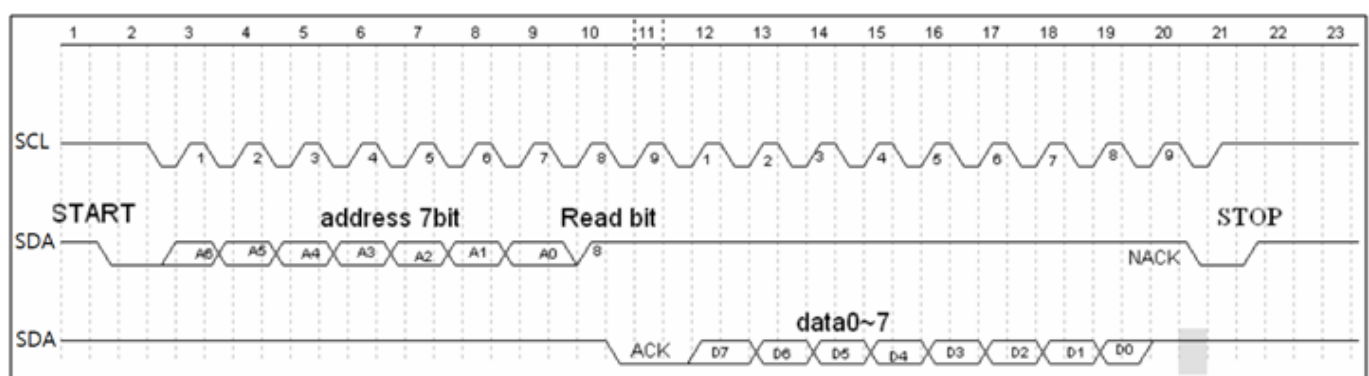 1 2 3 4 5 6 7 8 9 10 11 12 13 14 15 16 17 18 19 20 21 22 23
SCL 1 2 3 4 5 6 7 8 9 1 2 3 4 5 6 7 8 9
START address 7bit Read bit STOP
SDA A6 A5 A4 A3 A2 A1 A0 8 NACK
data0~7
SDA ACK D7 D6 D5 D4 D3 D2 D1 D0